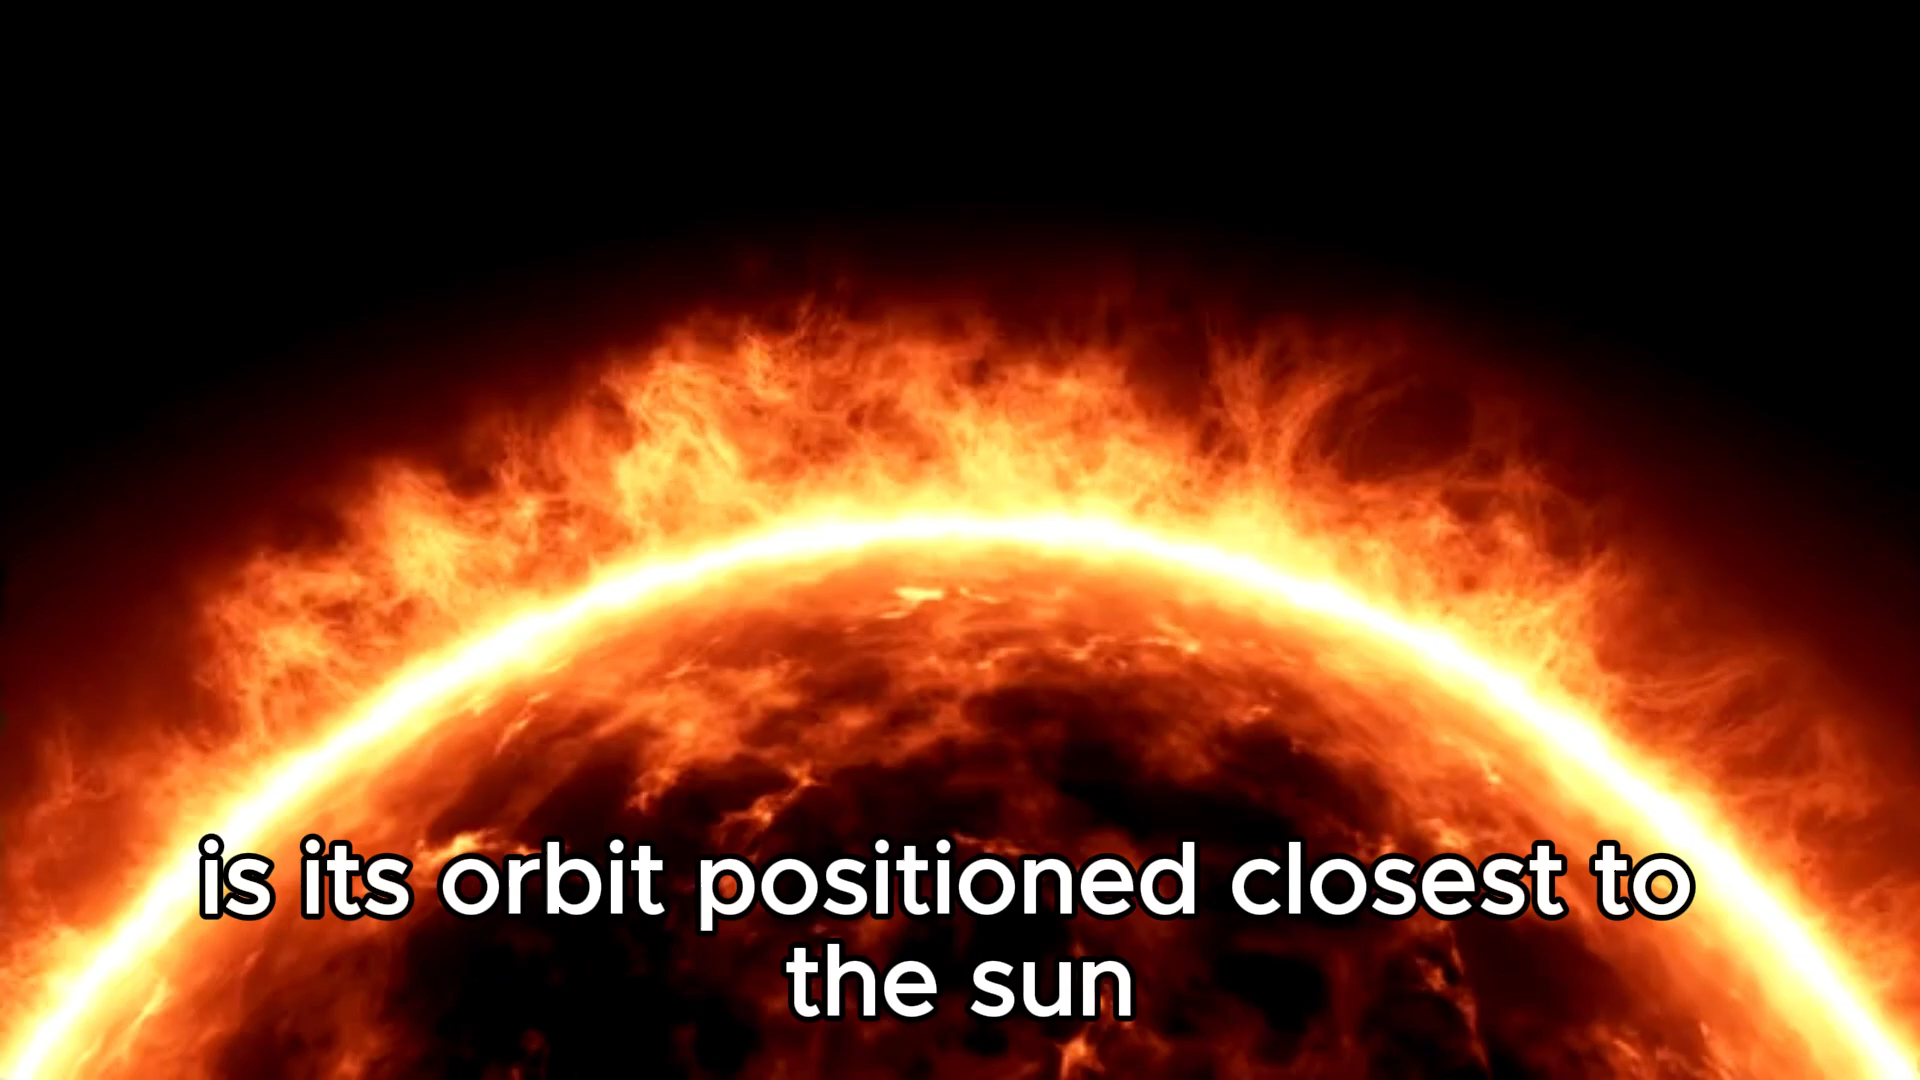 is its orbit positioned closest to
the sun